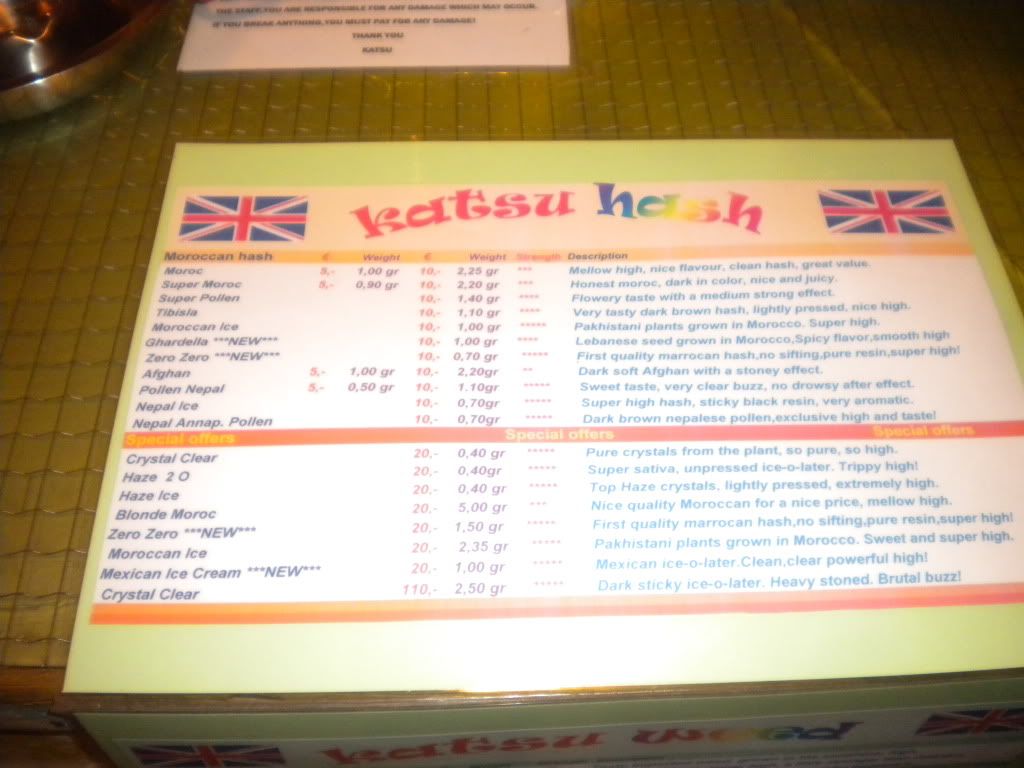 THE STAFF,YOU ARE RESPONSIBLE FOR ANY DAMAGE WHICH MAY OCCUR.
IF YOU BREAK ANYTHING,YOU MUST PAY FOR ANY DAMAGE!
THANK YOU
KATSU
katsu hash
Moroccan hash € Weight € Weight Strength Description
Moroc 5,- 1,00 gr 10,- 2,25 gr *** Mellow high, nice flavour, clean hash, great value.
Super Moroc 5,- 0,90 gr 10,- 2,20 gr *** Honest moroc, dark in color, nice and juicy.
Super Pollen 10,- 1,40 gr **** Flowery taste with a medium strong effect.
Tibisla 10,- 1,10 gr **** Very tasty dark brown hash, lightly pressed, nice high.
Moroccan Ice 10,- 1,00 gr ***** Pakhistani plants grown in Morocco. Super high.
Ghardella ***NEW*** 10,- 1,00 gr **** Lebanese seed grown in Morocco,Spicy flavor,smooth high
Zero Zero ***NEW*** 10,- 0,70 gr ***** First quality marrocan hash,no sifting,pure resin,super high!
Afghan 5,- 1,00 gr 10,- 2,20gr ** Dark soft Afghan with a stoney effect.
Pollen Nepal 5,- 0,50 gr 10,- 1.10gr ***** Sweet taste, very clear buzz, no drowsy after effect.
Nepal Ice 10,- 0,70gr ***** Super high hash, sticky black resin, very aromatic.
Nepal Annap. Pollen 10,- 0,70gr ***** Dark brown nepalese pollen,exclusive high and taste!
Special offers Special offers Special offers
Crystal Clear 20,- 0,40 gr ***** Pure crystals from the plant, so pure, so high.
Haze 2 O 20,- 0,40gr ***** Super sativa, unpressed ice-o-later. Trippy high!
Haze Ice 20,- 0,40 gr ***** Top Haze crystals, lightly pressed, extremely high.
Blonde Moroc 20,- 5,00 gr *** Nice quality Moroccan for a nice price, mellow high.
Zero Zero ***NEW*** 20,- 1,50 gr ***** First quality marrocan hash,no sifting,pure resin,super high!
Moroccan Ice 20,- 2,35 gr ***** Pakhistani plants grown in Morocco. Sweet and super high.
Mexican Ice Cream ***NEW*** 20,- 1,00 gr ***** Mexican ice-o-later.Clean,clear powerful high!
Crystal Clear 110,- 2,50 gr ***** Dark sticky ice-o-later. Heavy stoned. Brutal buzz!
katsu weed